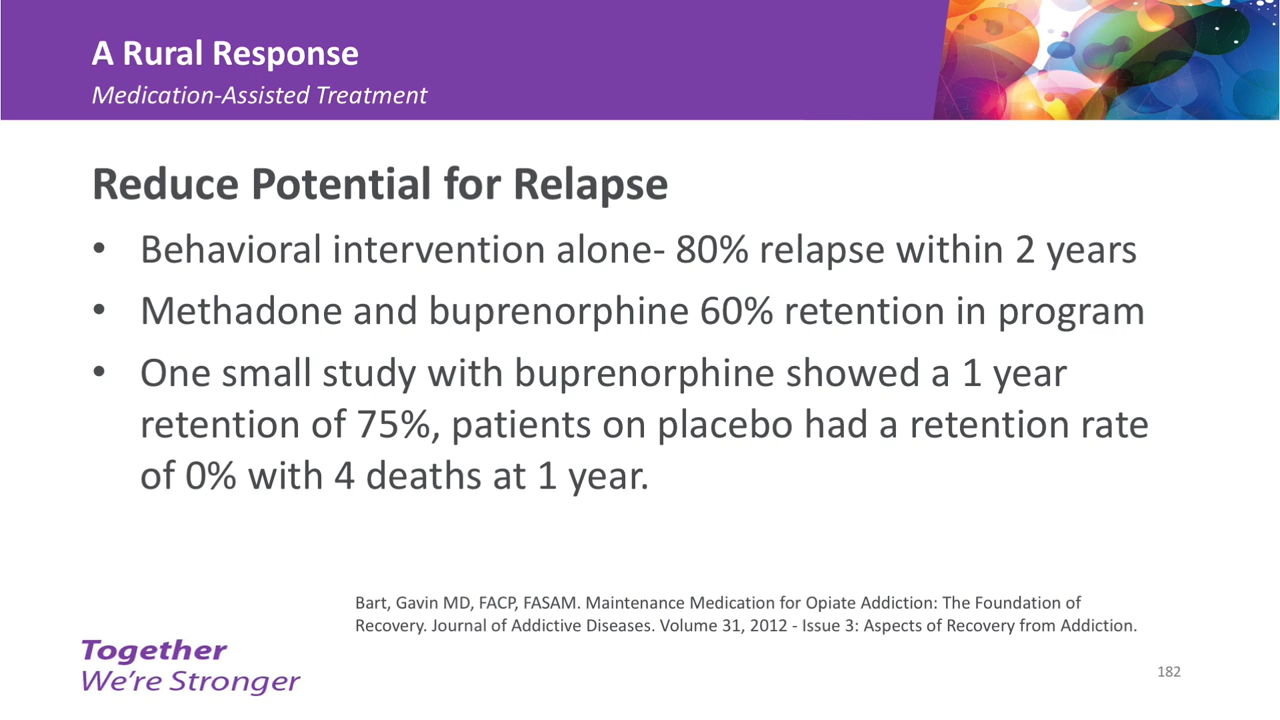 A Rural Response
Medication-Assisted Treatment
Reduce Potential for Relapse
• Behavioral intervention alone- 80% relapse within 2 years
• Methadone and buprenorphine 60% retention in program
• One small study with buprenorphine showed a 1 year
retention of 75%, patients on placebo had a retention rate
of 0% with 4 deaths at 1 year.
Bart, Gavin MD, FACP, FASAM. Maintenance Medication for Opiate Addiction: The Foundation of
Recovery. Journal of Addictive Diseases. Volume 31, 2012 - Issue 3: Aspects of Recovery from Addiction.
Together
We're Stronger
182